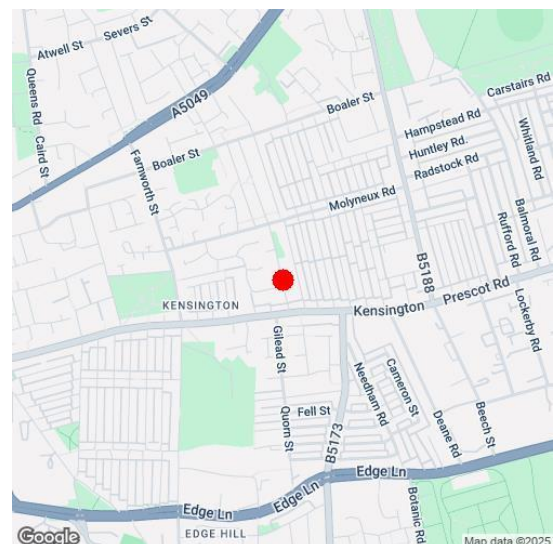 Severs St
Atwell St
Queens Rd
A5049
Carstairs Rd
Boaler St
Hampstead Rd
Whitland Rd
Caird St
Farnworth St
Huntley Rd.
Boaler St
Radstock Rd
Molyneux Rd
Balmoral Rd
Rufford Rd
B5188
KENSINGTON
Kensington
Prescot Rd
Lockerby Rd
Gilead St
Needham Rd
Cameron St
Quorn St
Fell St
B5173
Deane Rd
Beech St
Edge Ln
Edge Ln
Edge Ln
Botanic Rd
EDGE HILL
Google
Map data ©2025